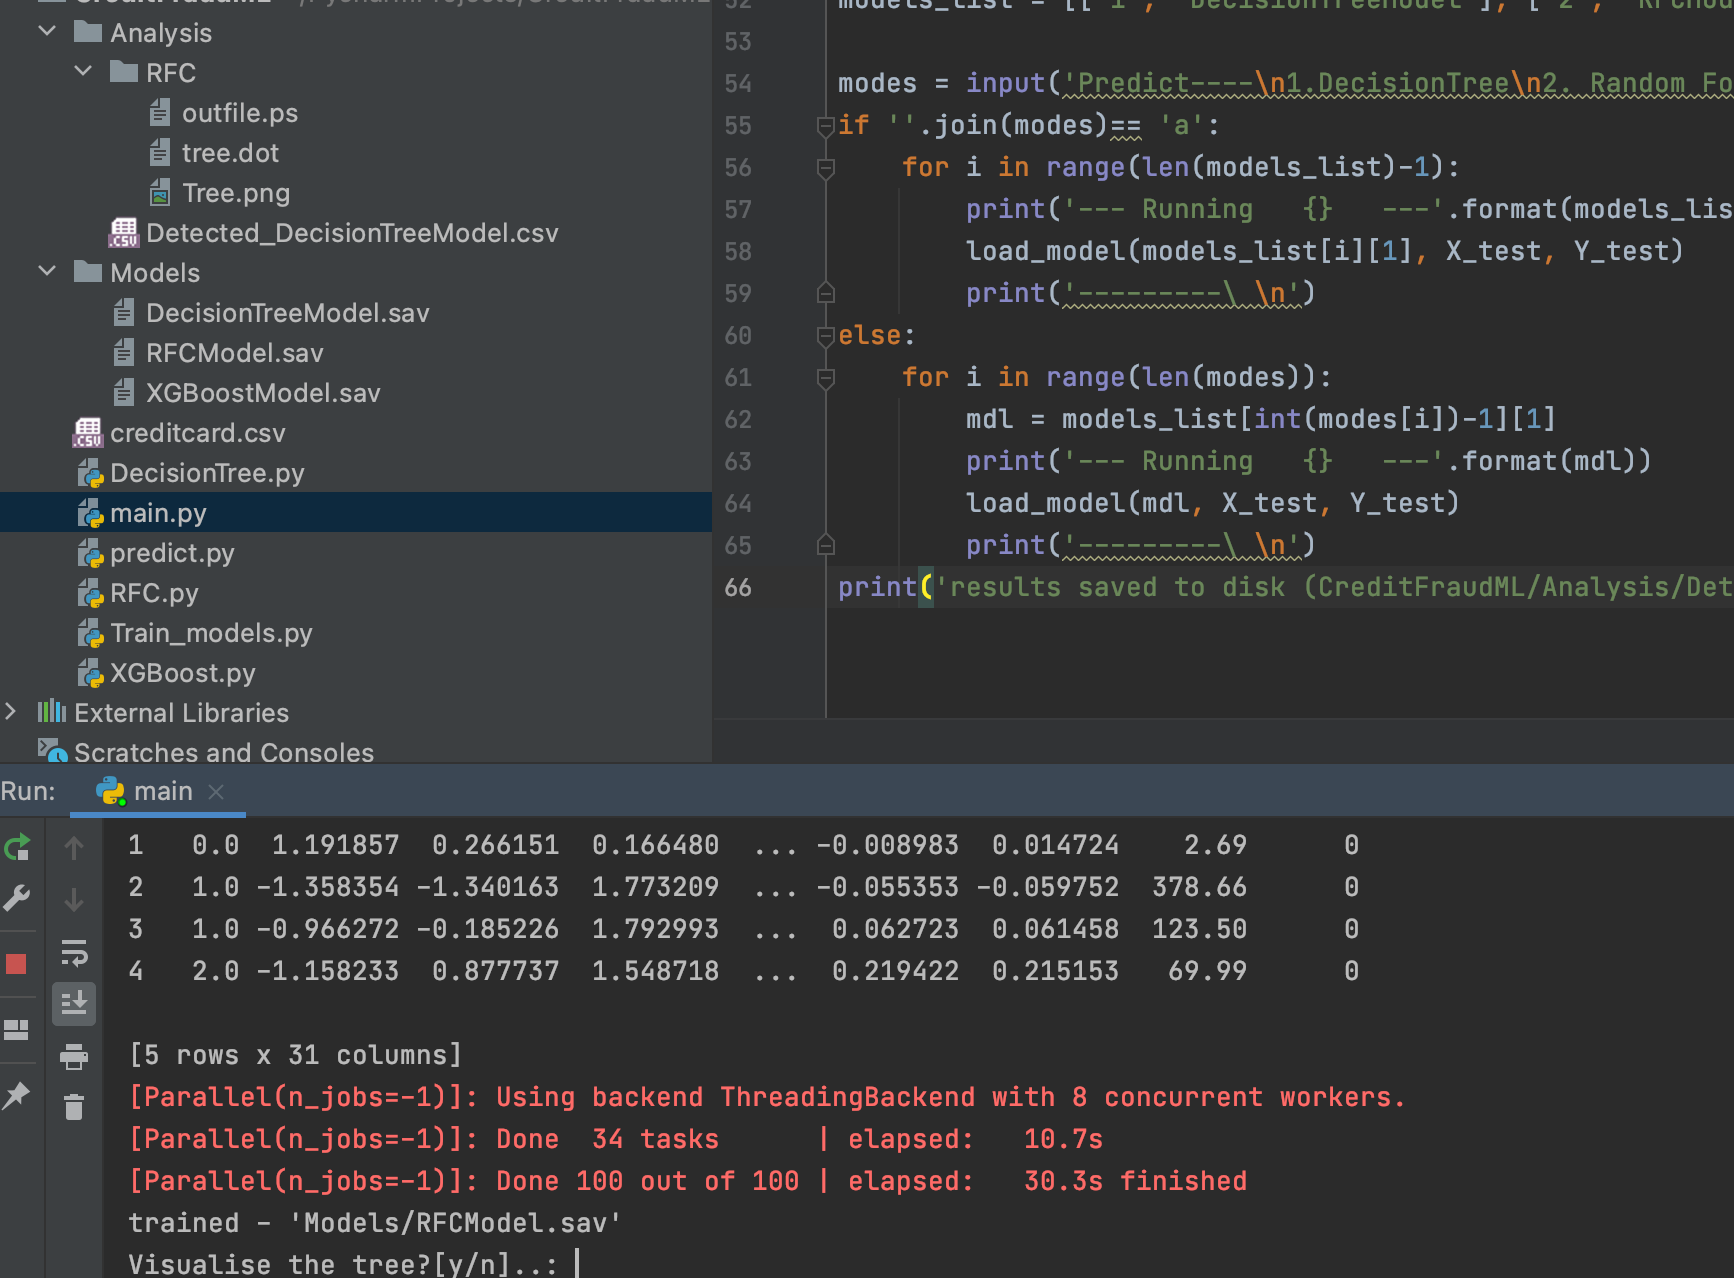 Analysis
RFC
outfile.ps
tree.dot
Tree.png
Detected_DecisionTreeModel.csv
Models
DecisionTreeModel.sav
RFCModel.sav
XGBoostModel.sav
creditcard.csv
DecisionTree.py
main.py
predict.py
RFC.py
Train_models.py
XGBoost.py
External Libraries
Scratches and Consoles
52 models_list = [['1', 'DecisionTreeModel'], ['2',
53
54 modes = input('Predict----\n1.DecisionTree\n2. Random Fo
55 if ''.join(modes)== 'a':
56 for i in range(len(models_list)-1):
57 print('--- Running   {}   ---'.format(models_lis
58 load_model(models_list[i][1], X_test, Y_test)
59 print('---------\ \n')
60 else:
61 for i in range(len(modes)):
62 mdl = models_list[int(modes[i])-1][1]
63 print('--- Running   {}   ---'.format(mdl))
64 load_model(mdl, X_test, Y_test)
65 print('---------\ \n')
66 print('results saved to disk (CreditFraudML/Analysis/Det
Run: main
1 0.0 1.191857 0.266151 0.166480 ... -0.008983 0.014724 2.69 0
2 1.0 -1.358354 -1.340163 1.773209 ... -0.055353 -0.059752 378.66 0
3 1.0 -0.966272 -0.185226 1.792993 ... 0.062723 0.061458 123.50 0
4 2.0 -1.158233 0.877737 1.548718 ... 0.219422 0.215153 69.99 0
[5 rows x 31 columns]
[Parallel(n_jobs=-1)]: Using backend ThreadingBackend with 8 concurrent workers.
[Parallel(n_jobs=-1)]: Done  34 tasks      | elapsed:   10.7s
[Parallel(n_jobs=-1)]: Done 100 out of 100 | elapsed:   30.3s finished
trained - 'Models/RFCModel.sav'
Visualise the tree?[y/n]..: